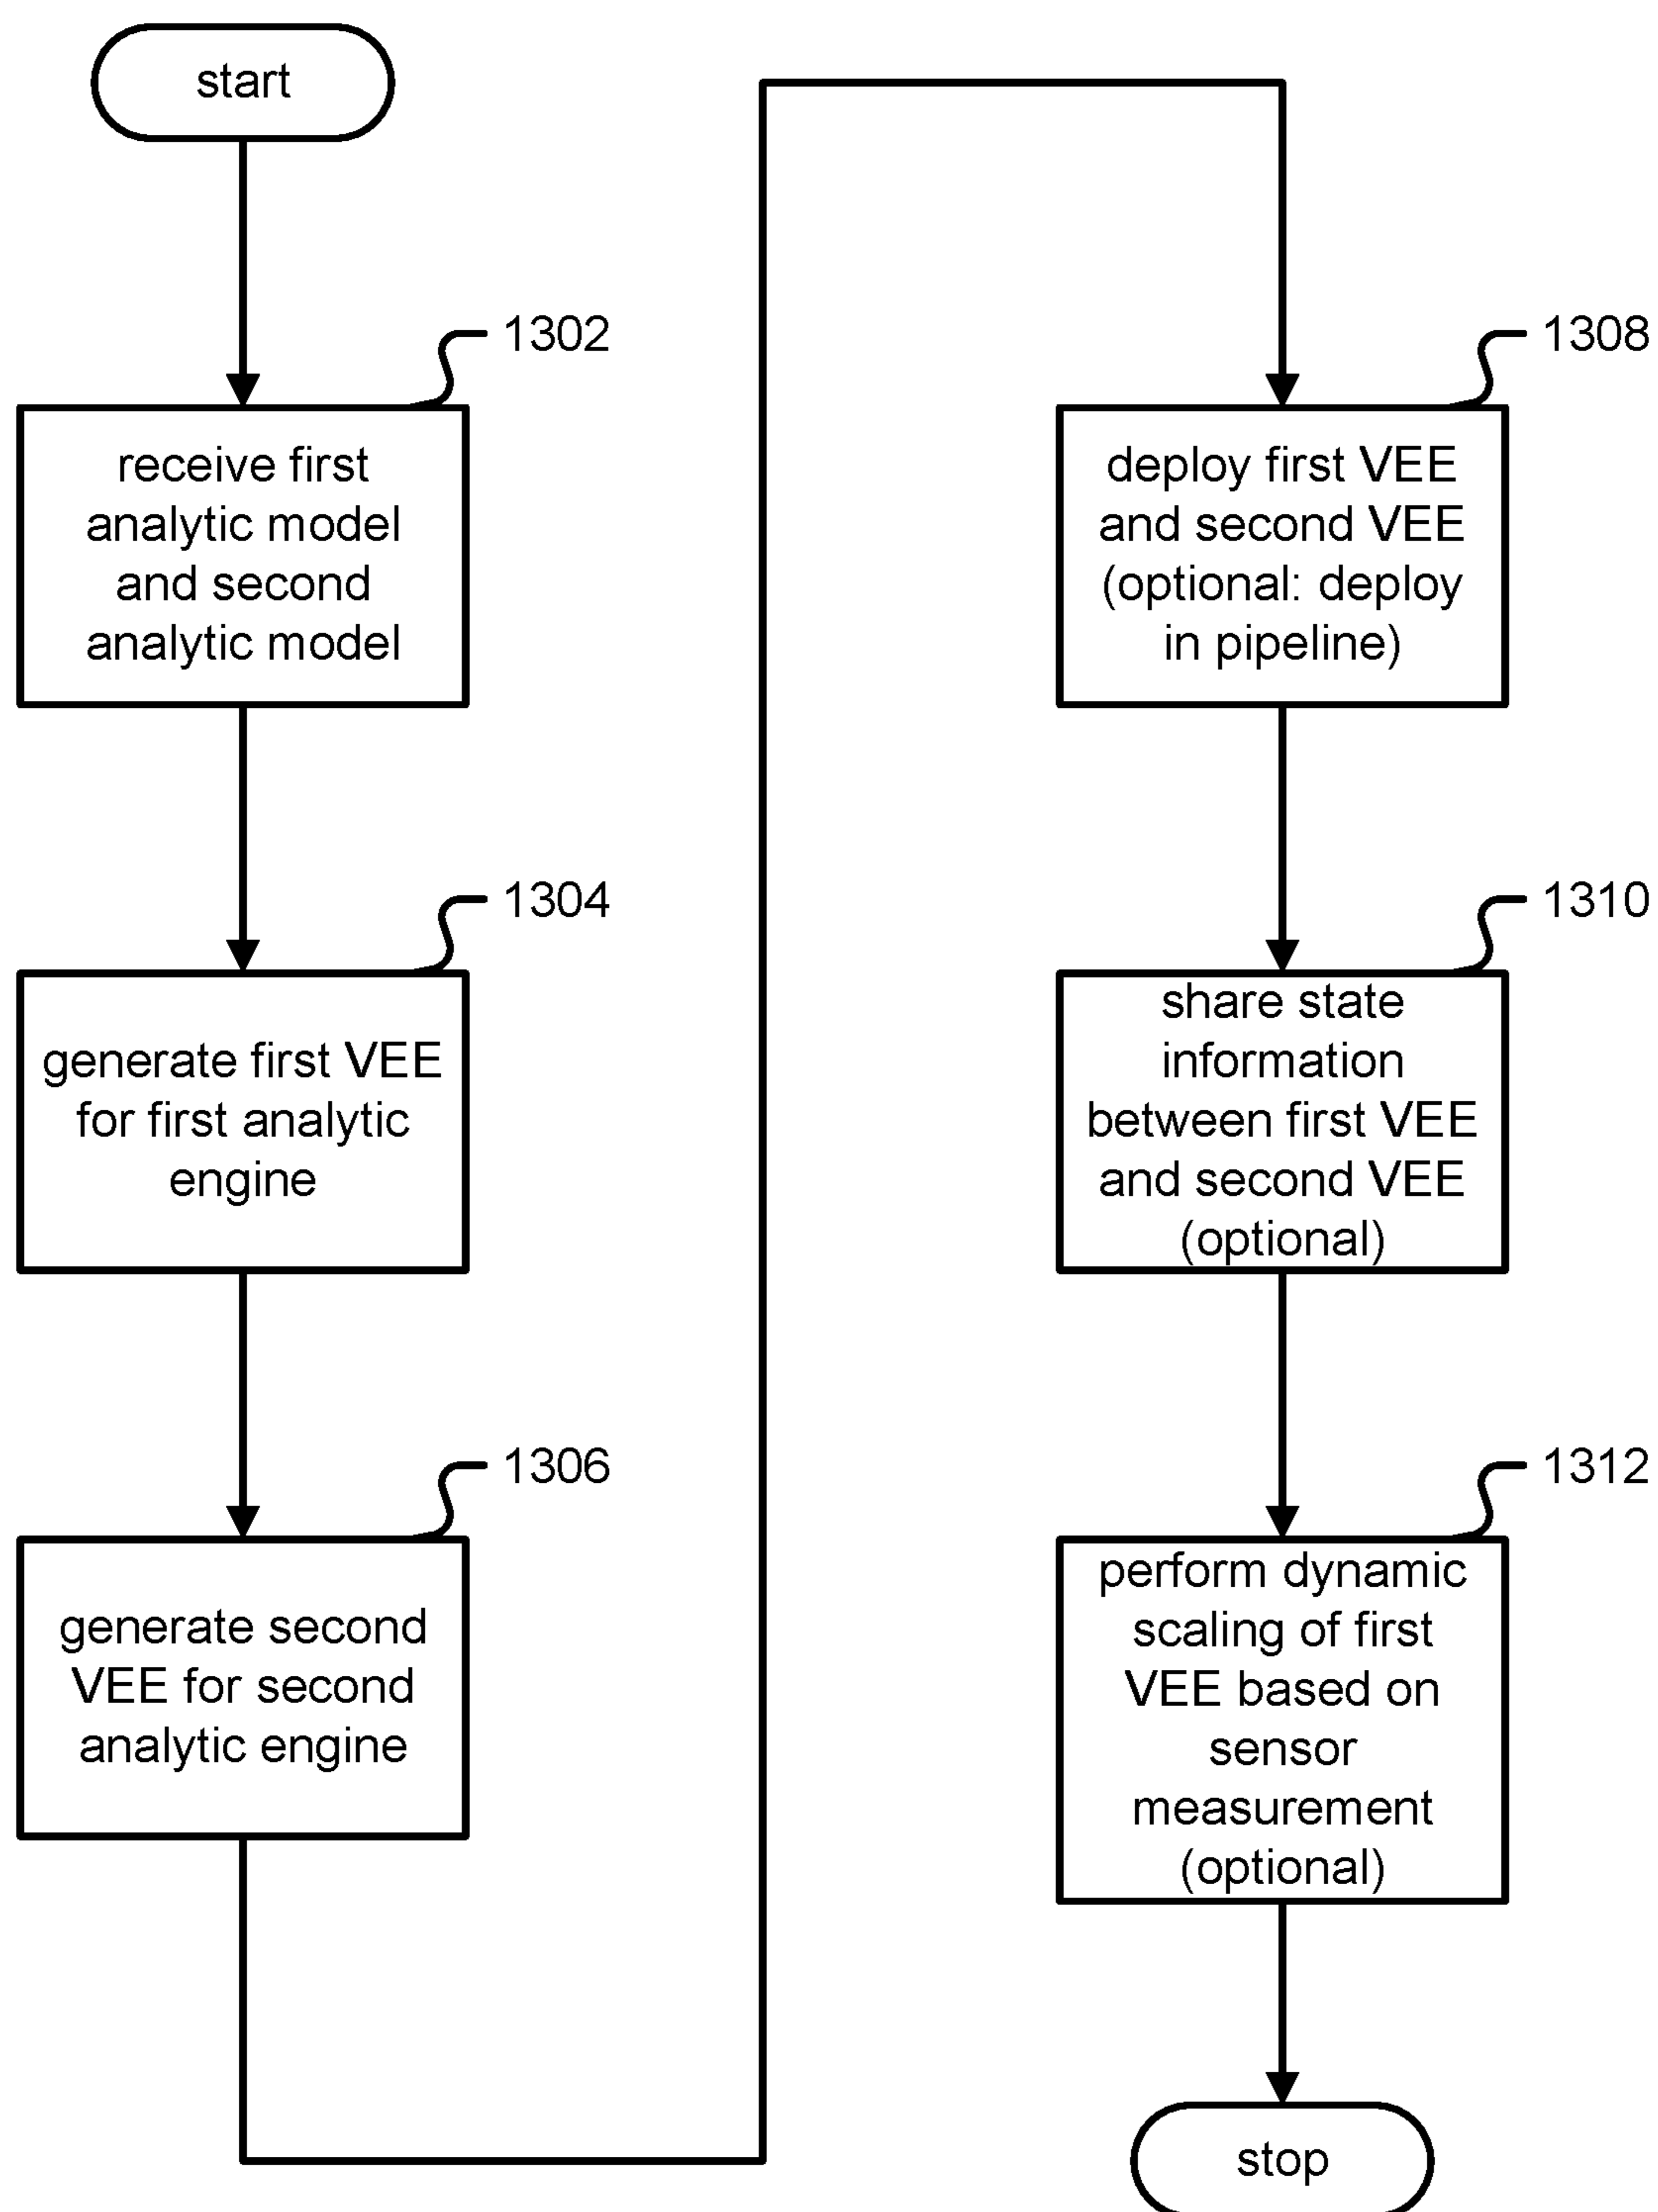 start
1302
receive first
analytic model
and second
analytic model
1304
generate first VEE
for first analytic
engine
1306
generate second
VEE for second
analytic engine
1308
deploy first VEE
and second VEE
(optional: deploy
in pipeline)
1310
share state
information
between first VEE
and second VEE
(optional)
1312
perform dynamic
scaling of first
VEE based on
sensor
measurement
(optional)
stop